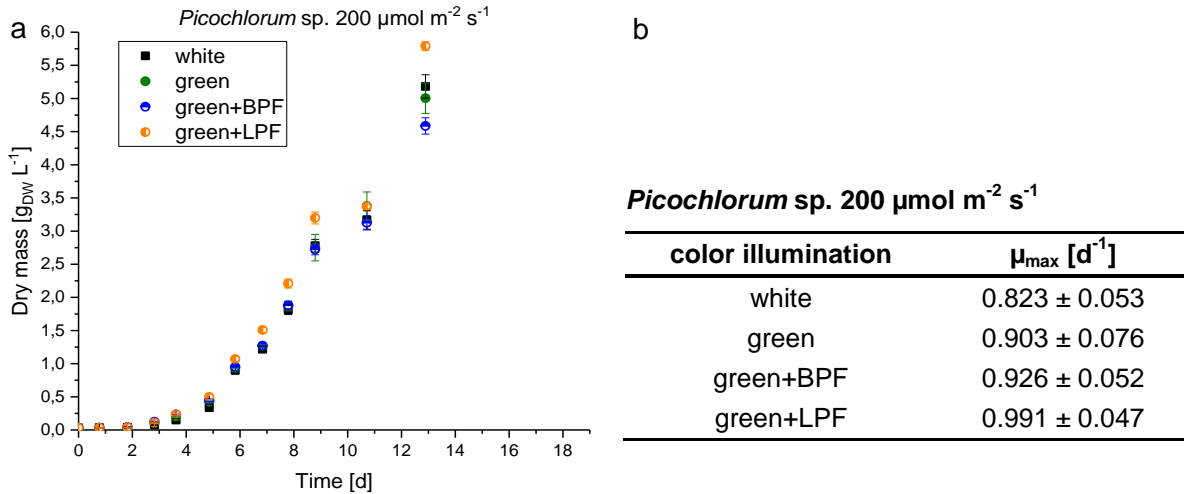 a
Picochlorum sp. 200 µmol m-2 s-1
white
green
green+BPF
green+LPF
Dry mass [gDW L-1]
6,0
5,5
5,0
4,5
4,0
3,5
3,0
2,5
2,0
1,5
1,0
0,5
0,0
0 2 4 6 8 10 12 14 16 18
Time [d]
b
Picochlorum sp. 200 µmol m-2 s-1
color illumination µmax [d-1]
white 0.823 ± 0.053
green 0.903 ± 0.076
green+BPF 0.926 ± 0.052
green+LPF 0.991 ± 0.047